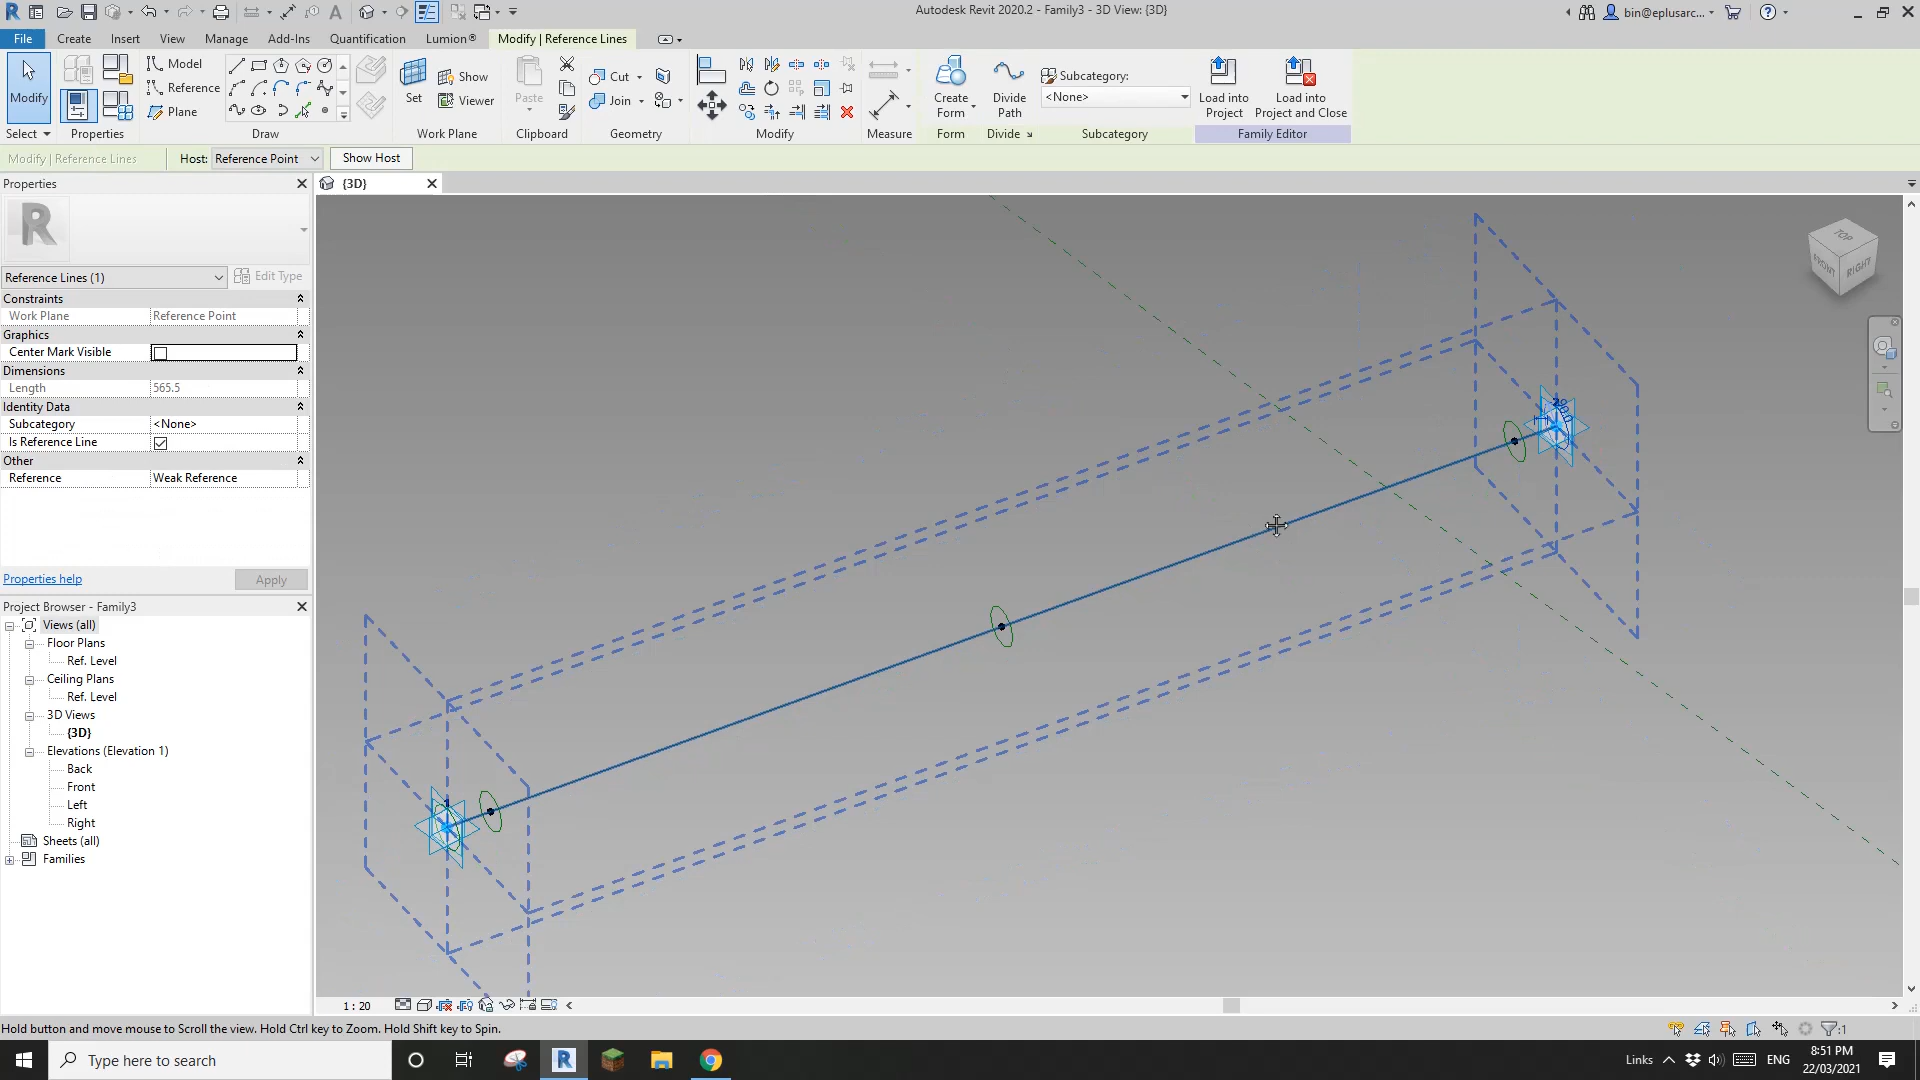 Autodesk Revit 2020.2 - Family3 - 3D View: {3D}
bin@eplusarc...
File Create Insert View Manage Add-Ins Quantification Lumion® Modify | Reference Lines
Modify
Model
Reference
Plane
Set
Show
Viewer
Paste
Cut
Join
Create
Form
Divide
Path
Subcategory:
<None>
Load into
Project
Load into
Project and Close
Select Properties Draw Work Plane Clipboard Geometry Modify Measure Form Divide Subcategory Family Editor
Modify | Reference Lines Host: Reference Point Show Host
Properties
{3D}
Reference Lines (1) Edit Type
Constraints
Work Plane Reference Point
Graphics
Center Mark Visible
Dimensions
Length 565.5
Identity Data
Subcategory <None>
Is Reference Line
Other
Reference Weak Reference
Properties help Apply
Project Browser - Family3
Views (all)
Floor Plans
Ref. Level
Ceiling Plans
Ref. Level
3D Views
{3D}
Elevations (Elevation 1)
Back
Front
Left
Right
Sheets (all)
Families
TOP
FRONT
RIGHT
1
1 : 20
Hold button and move mouse to Scroll the view. Hold Ctrl key to Zoom. Hold Shift key to Spin.
:1
Type here to search
Links
ENG
8:51 PM
22/03/2021